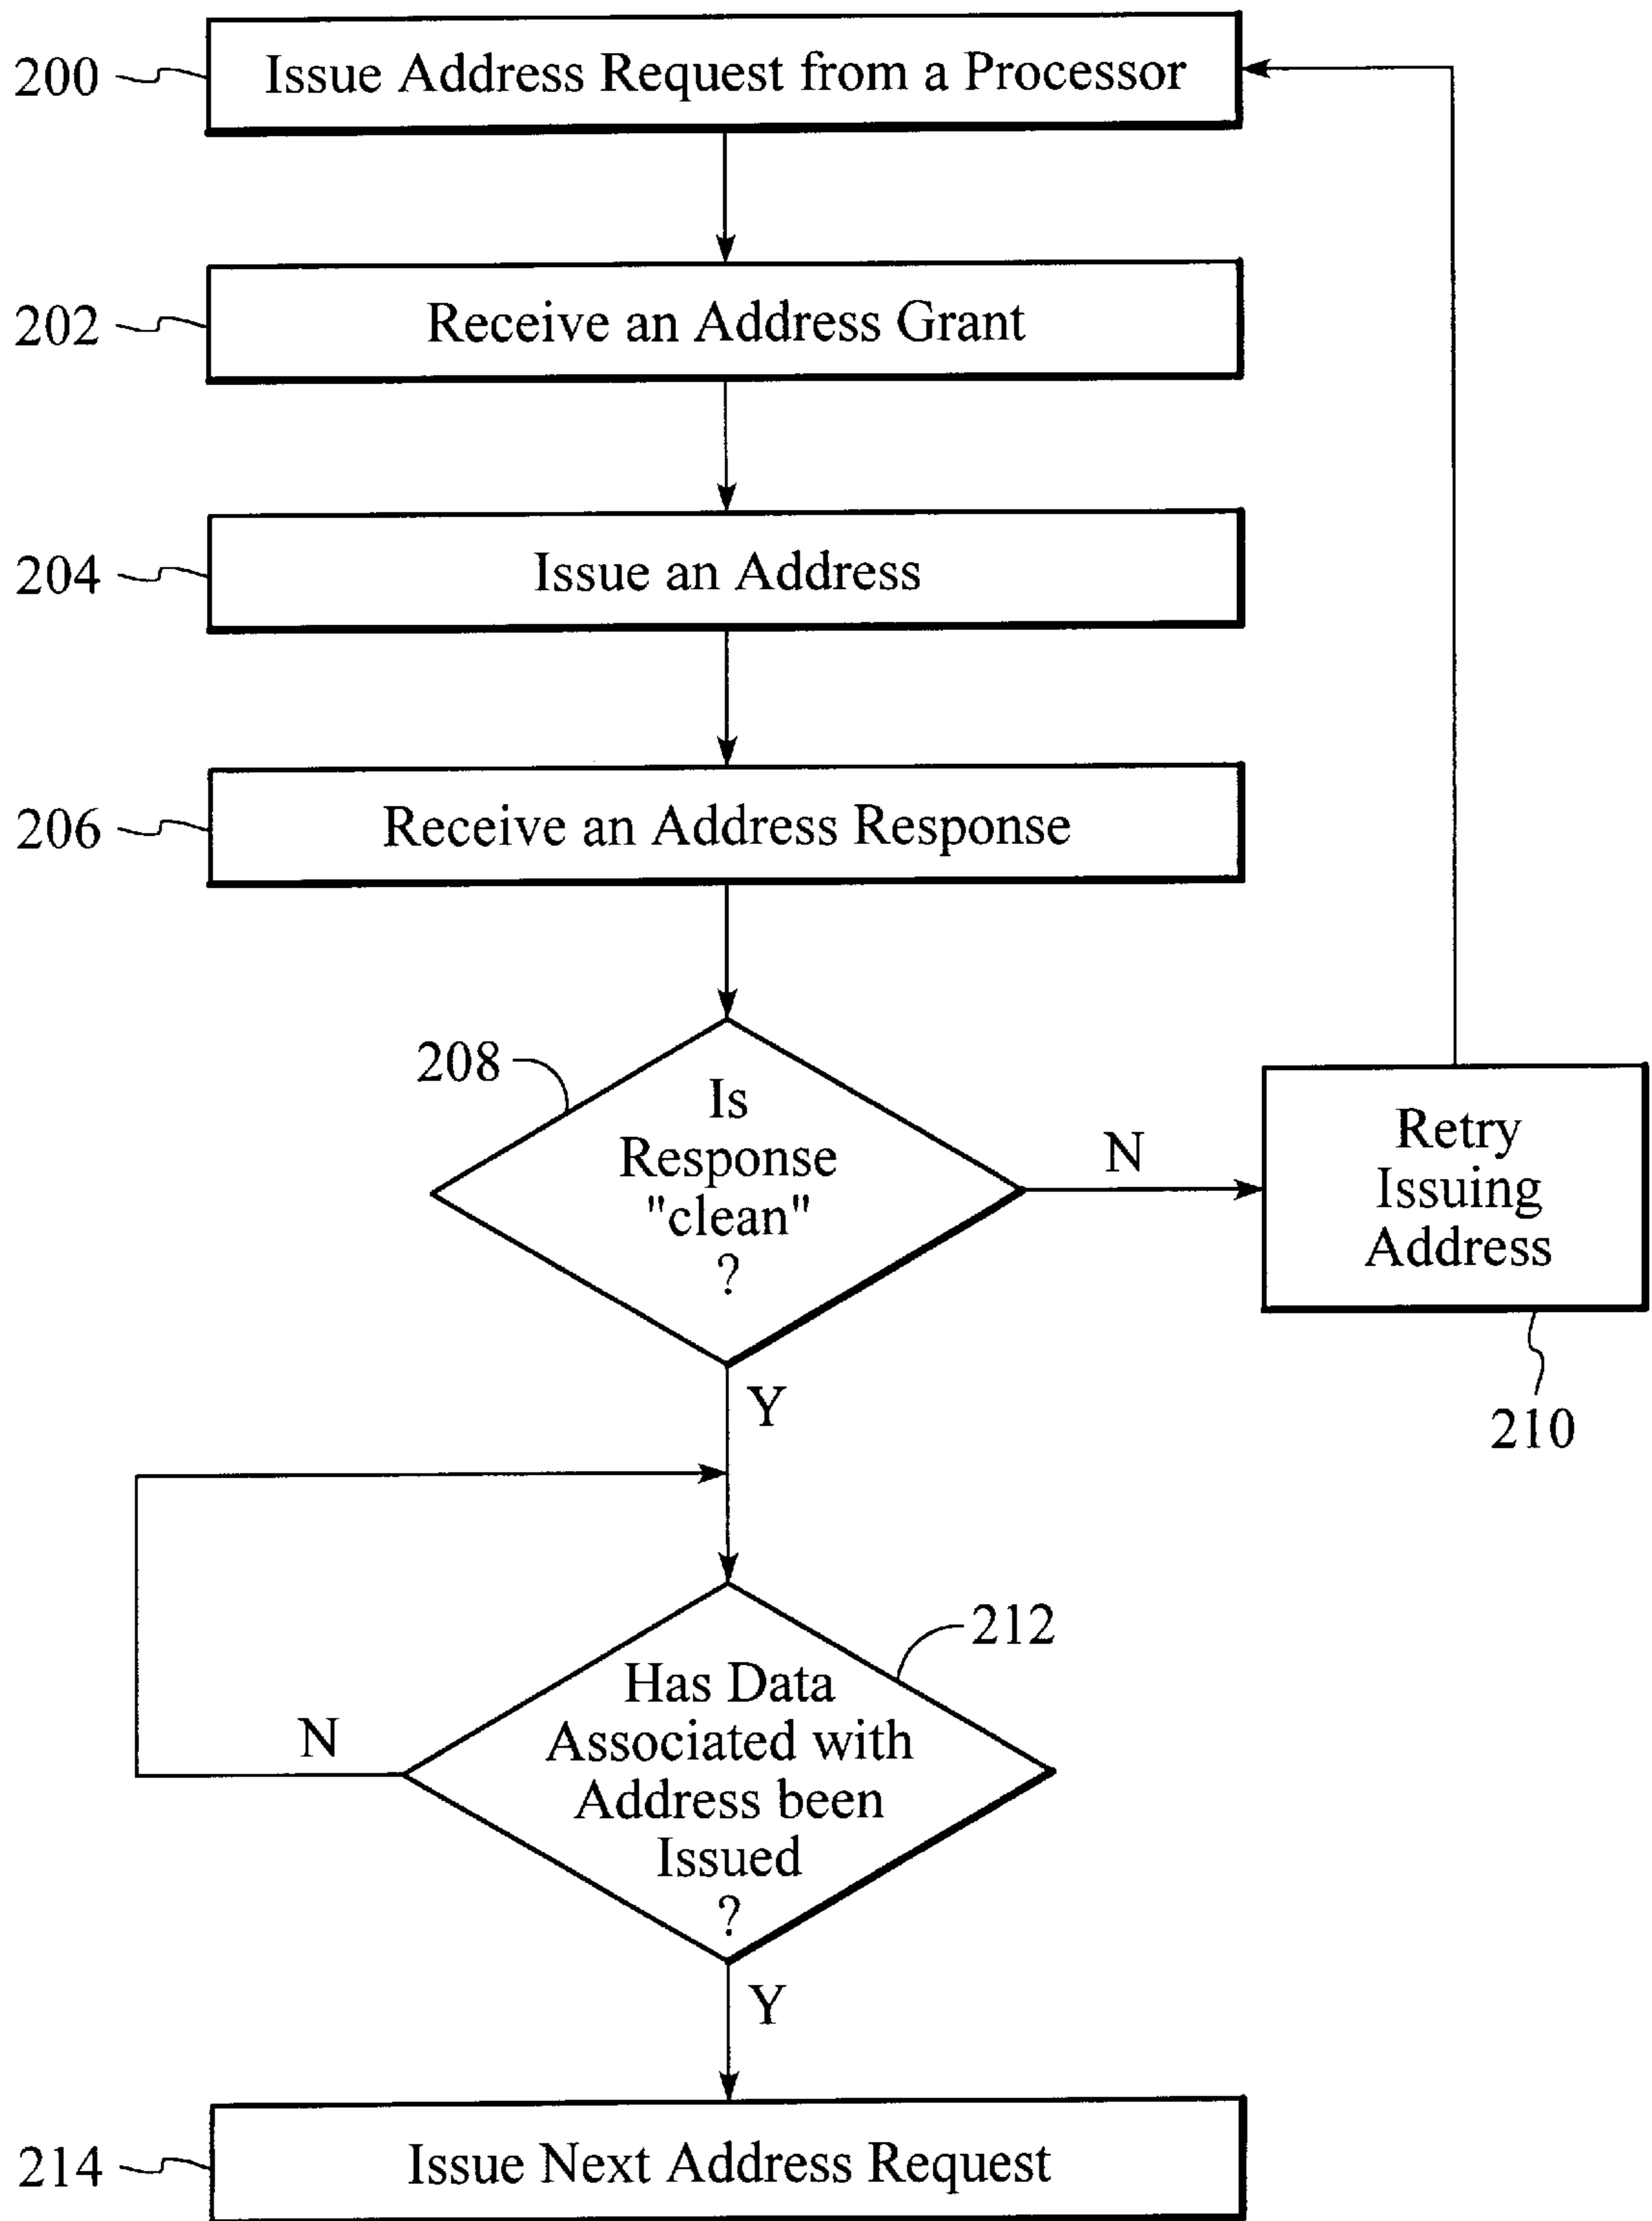 200
Issue Address Request from a Processor
202
Receive an Address Grant
204
Issue an Address
206
Receive an Address Response
208
Is
Response
"clean"
?
N
Retry
Issuing
Address
210
Y
212
Has Data
Associated with
Address been
Issued
?
N
Y
214
Issue Next Address Request